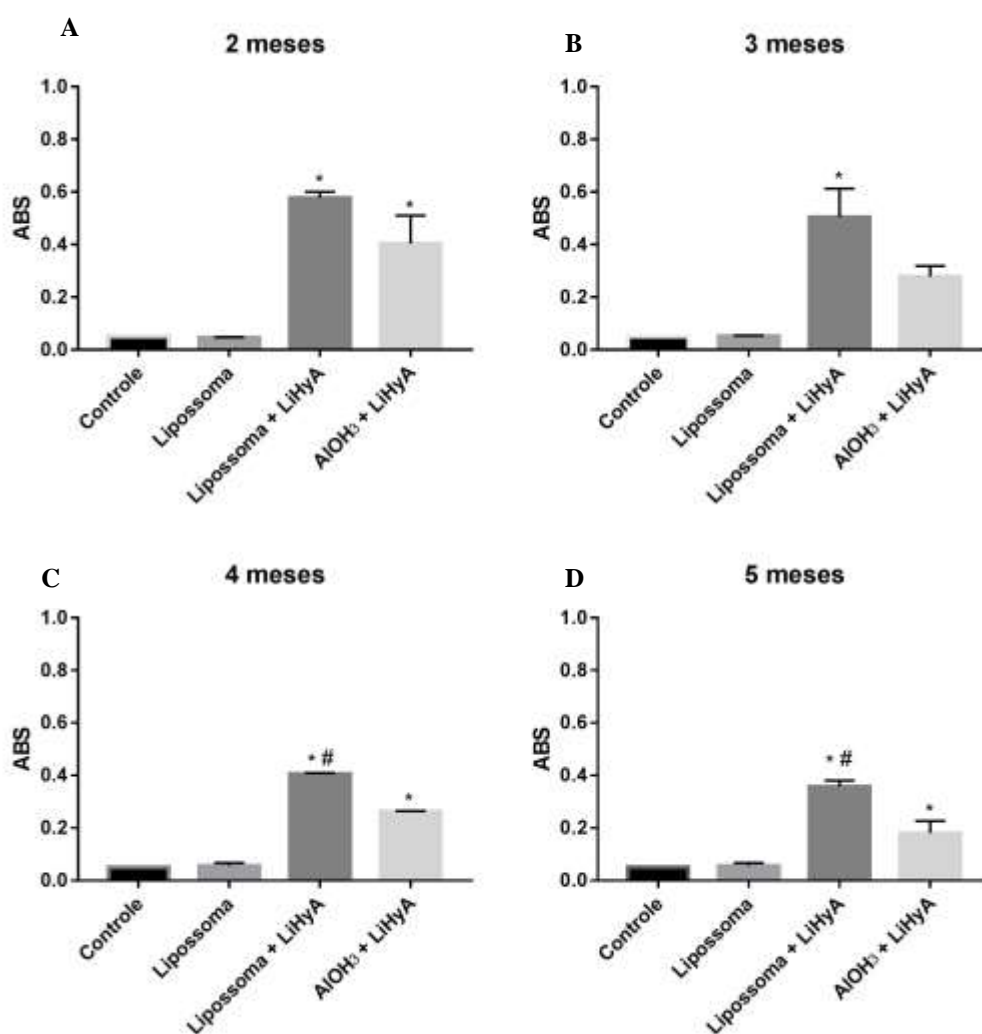 A
2 meses
1.0
0.8
0.6
0.4
0.2
0.0
ABS
*
*
Controle
Lipossoma
Lipossoma + LiHyA
AlOH3 + LiHyA
B
3 meses
1.0
0.8
0.6
0.4
0.2
0.0
ABS
*
Controle
Lipossoma
Lipossoma + LiHyA
AlOH3 + LiHyA
C
4 meses
1.0
0.8
0.6
0.4
0.2
0.0
ABS
* #
*
Controle
Lipossoma
Lipossoma + LiHyA
AlOH3 + LiHyA
D
5 meses
1.0
0.8
0.6
0.4
0.2
0.0
ABS
* #
*
Controle
Lipossoma
Lipossoma + LiHyA
AlOH3 + LiHyA